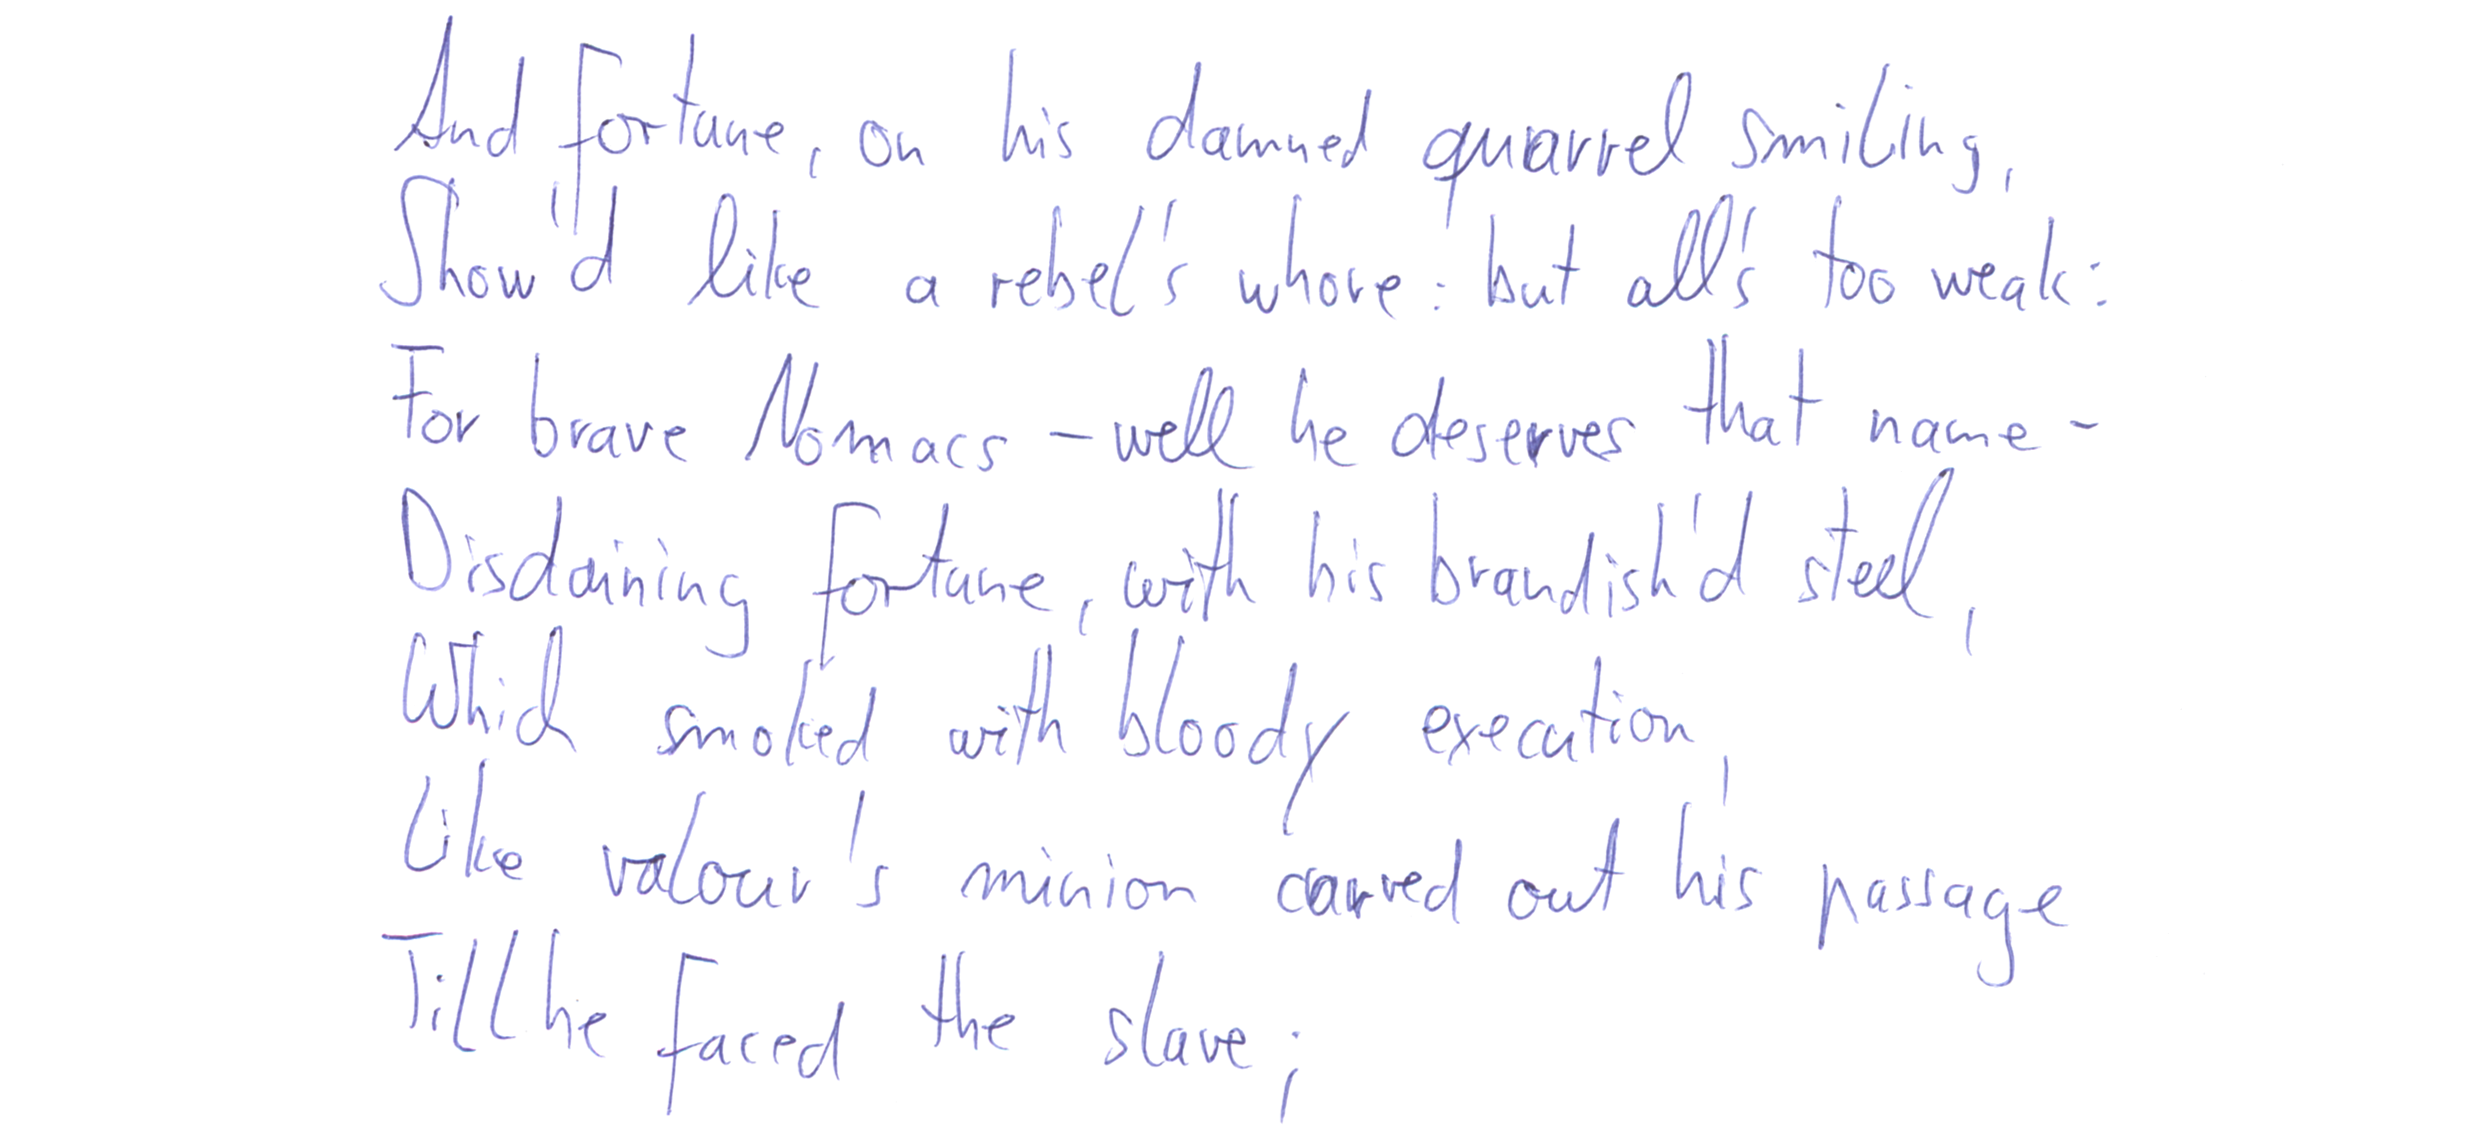 And fortune, on his damned quarrel smiling,
Show'd like a rebel's whore: but all's too weak:
For brave Nomacs - well he deserves that name -
Disdaining fortune, with his brandish'd steel,
Which smoked with bloody execution,
Like valour's minion carved out his passage
Till he faced the slave;